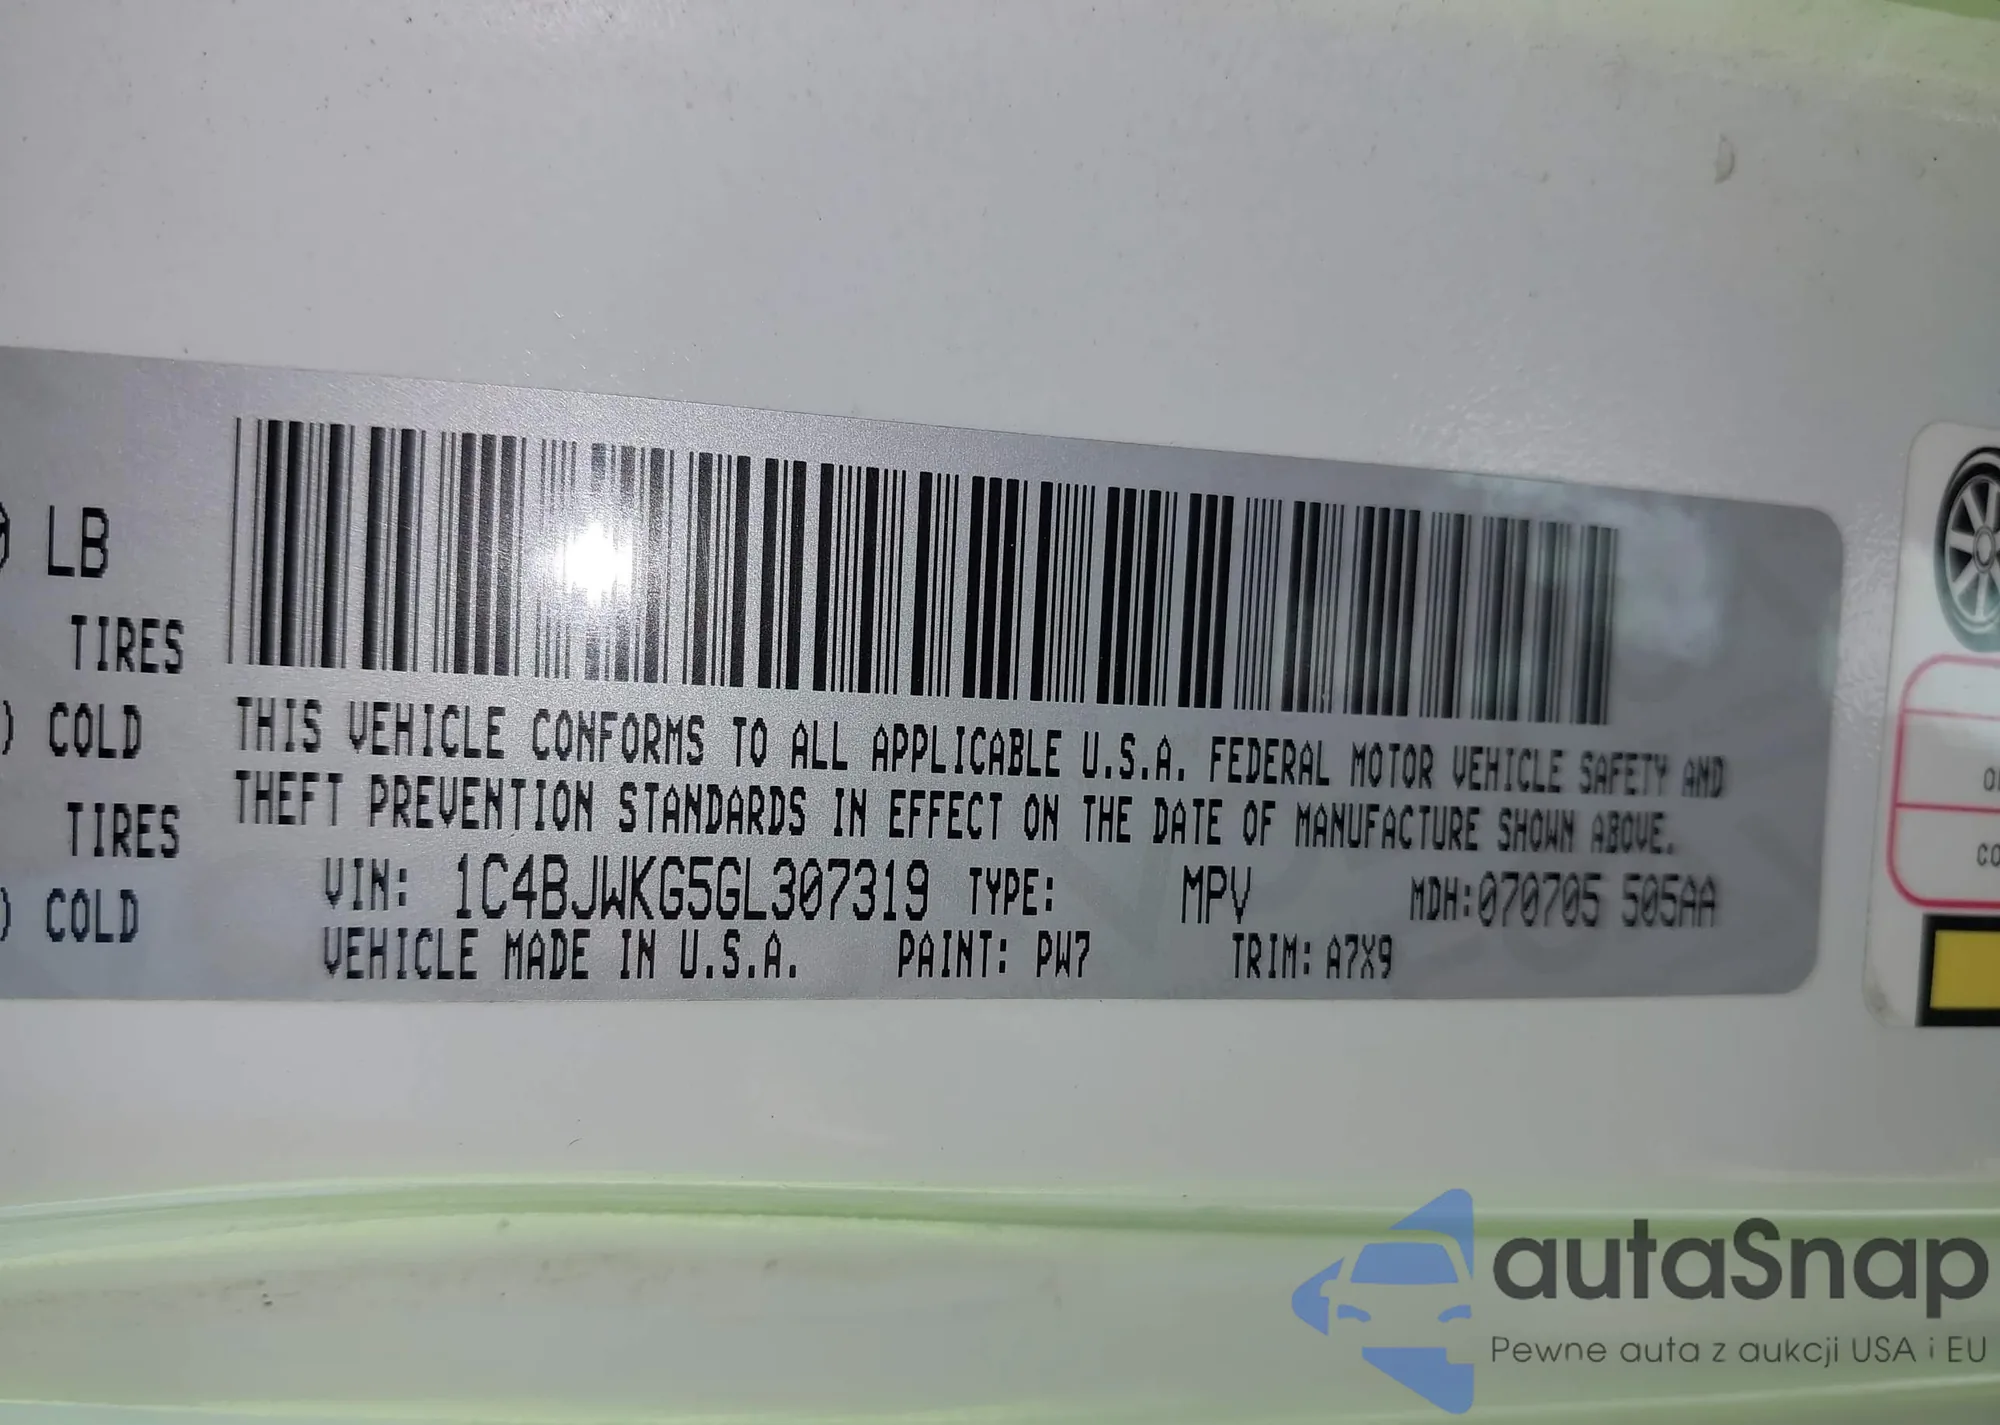 LB
TIRES
) COLD
TIRES
) COLD
THIS VEHICLE CONFORMS TO ALL APPLICABLE U.S.A. FEDERAL MOTOR VEHICLE SAFETY AND
THEFT PREVENTION STANDARDS IN EFFECT ON THE DATE OF MANUFACTURE SHOWN ABOVE.
VIN: 1C4BJWKG5GL307319 TYPE: MPV MDH:070705 505AA
VEHICLE MADE IN U.S.A. PAINT: PW7 TRIM: A7X9
autaSnap
Pewne auta z aukcji USA i EU